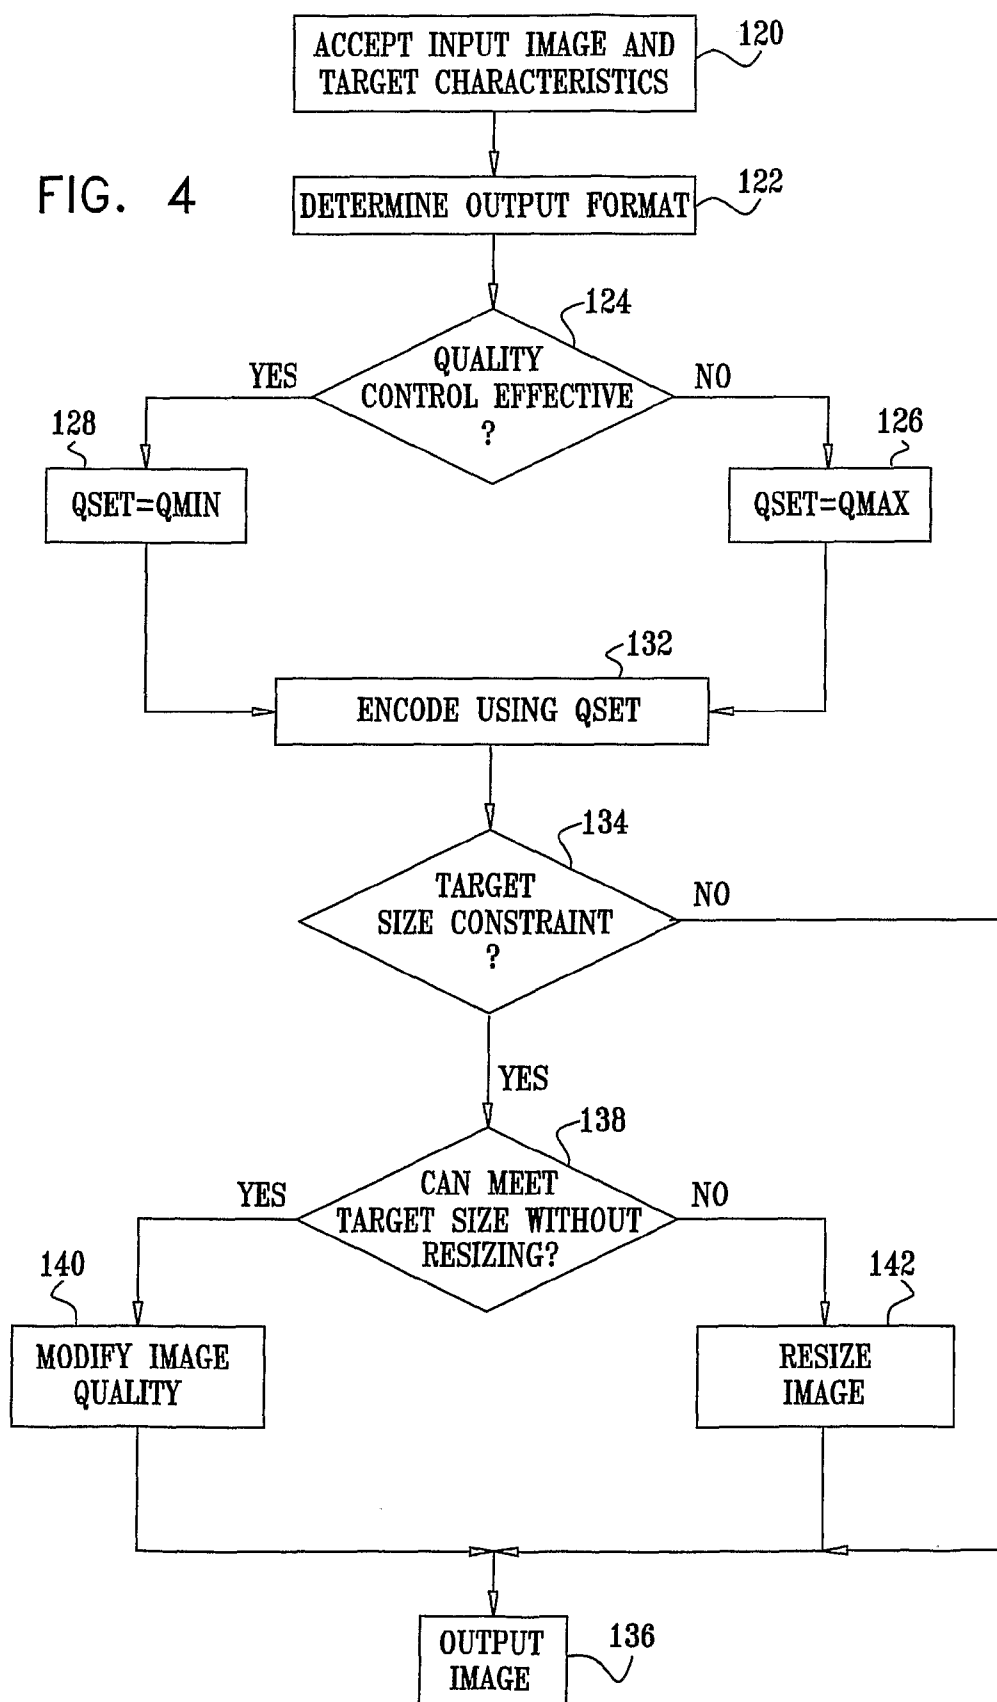 120
ACCEPT INPUT IMAGE AND
TARGET CHARACTERISTICS
FIG. 4
122
DETERMINE OUTPUT FORMAT
124
QUALITY
CONTROL EFFECTIVE
?
YES
NO
128
126
QSET=QMIN
QSET=QMAX
132
ENCODE USING QSET
134
TARGET
SIZE CONSTRAINT
?
NO
YES
138
CAN MEET
TARGET SIZE WITHOUT
RESIZING?
YES
NO
140
142
MODIFY IMAGE
QUALITY
RESIZE
IMAGE
OUTPUT
IMAGE
136